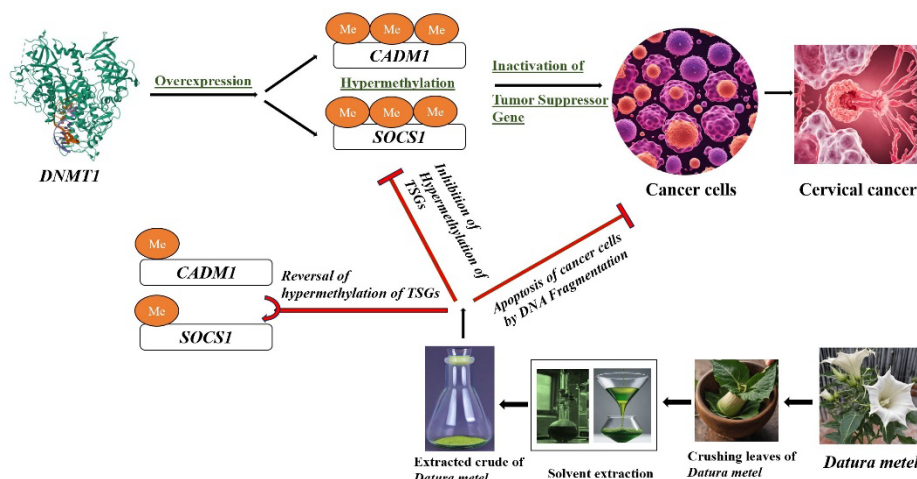 Me Me Me
CADM1
Overexpression
Hypermethylation
Inactivation of
Tumor Suppressor
Gene
Me Me Me
SOCS1
DNMT1
Cancer cells
Cervical cancer
Inhibition of
Hypermethylation of
TSGs
Apoptosis of cancer cells
by DNA Fragmentation
Me
CADM1
Reversal of
hypermethylation of TSGs
Me
SOCS1
Extracted crude of
Datura metel
Solvent extraction
Crushing leaves of
Datura metel
Datura metel